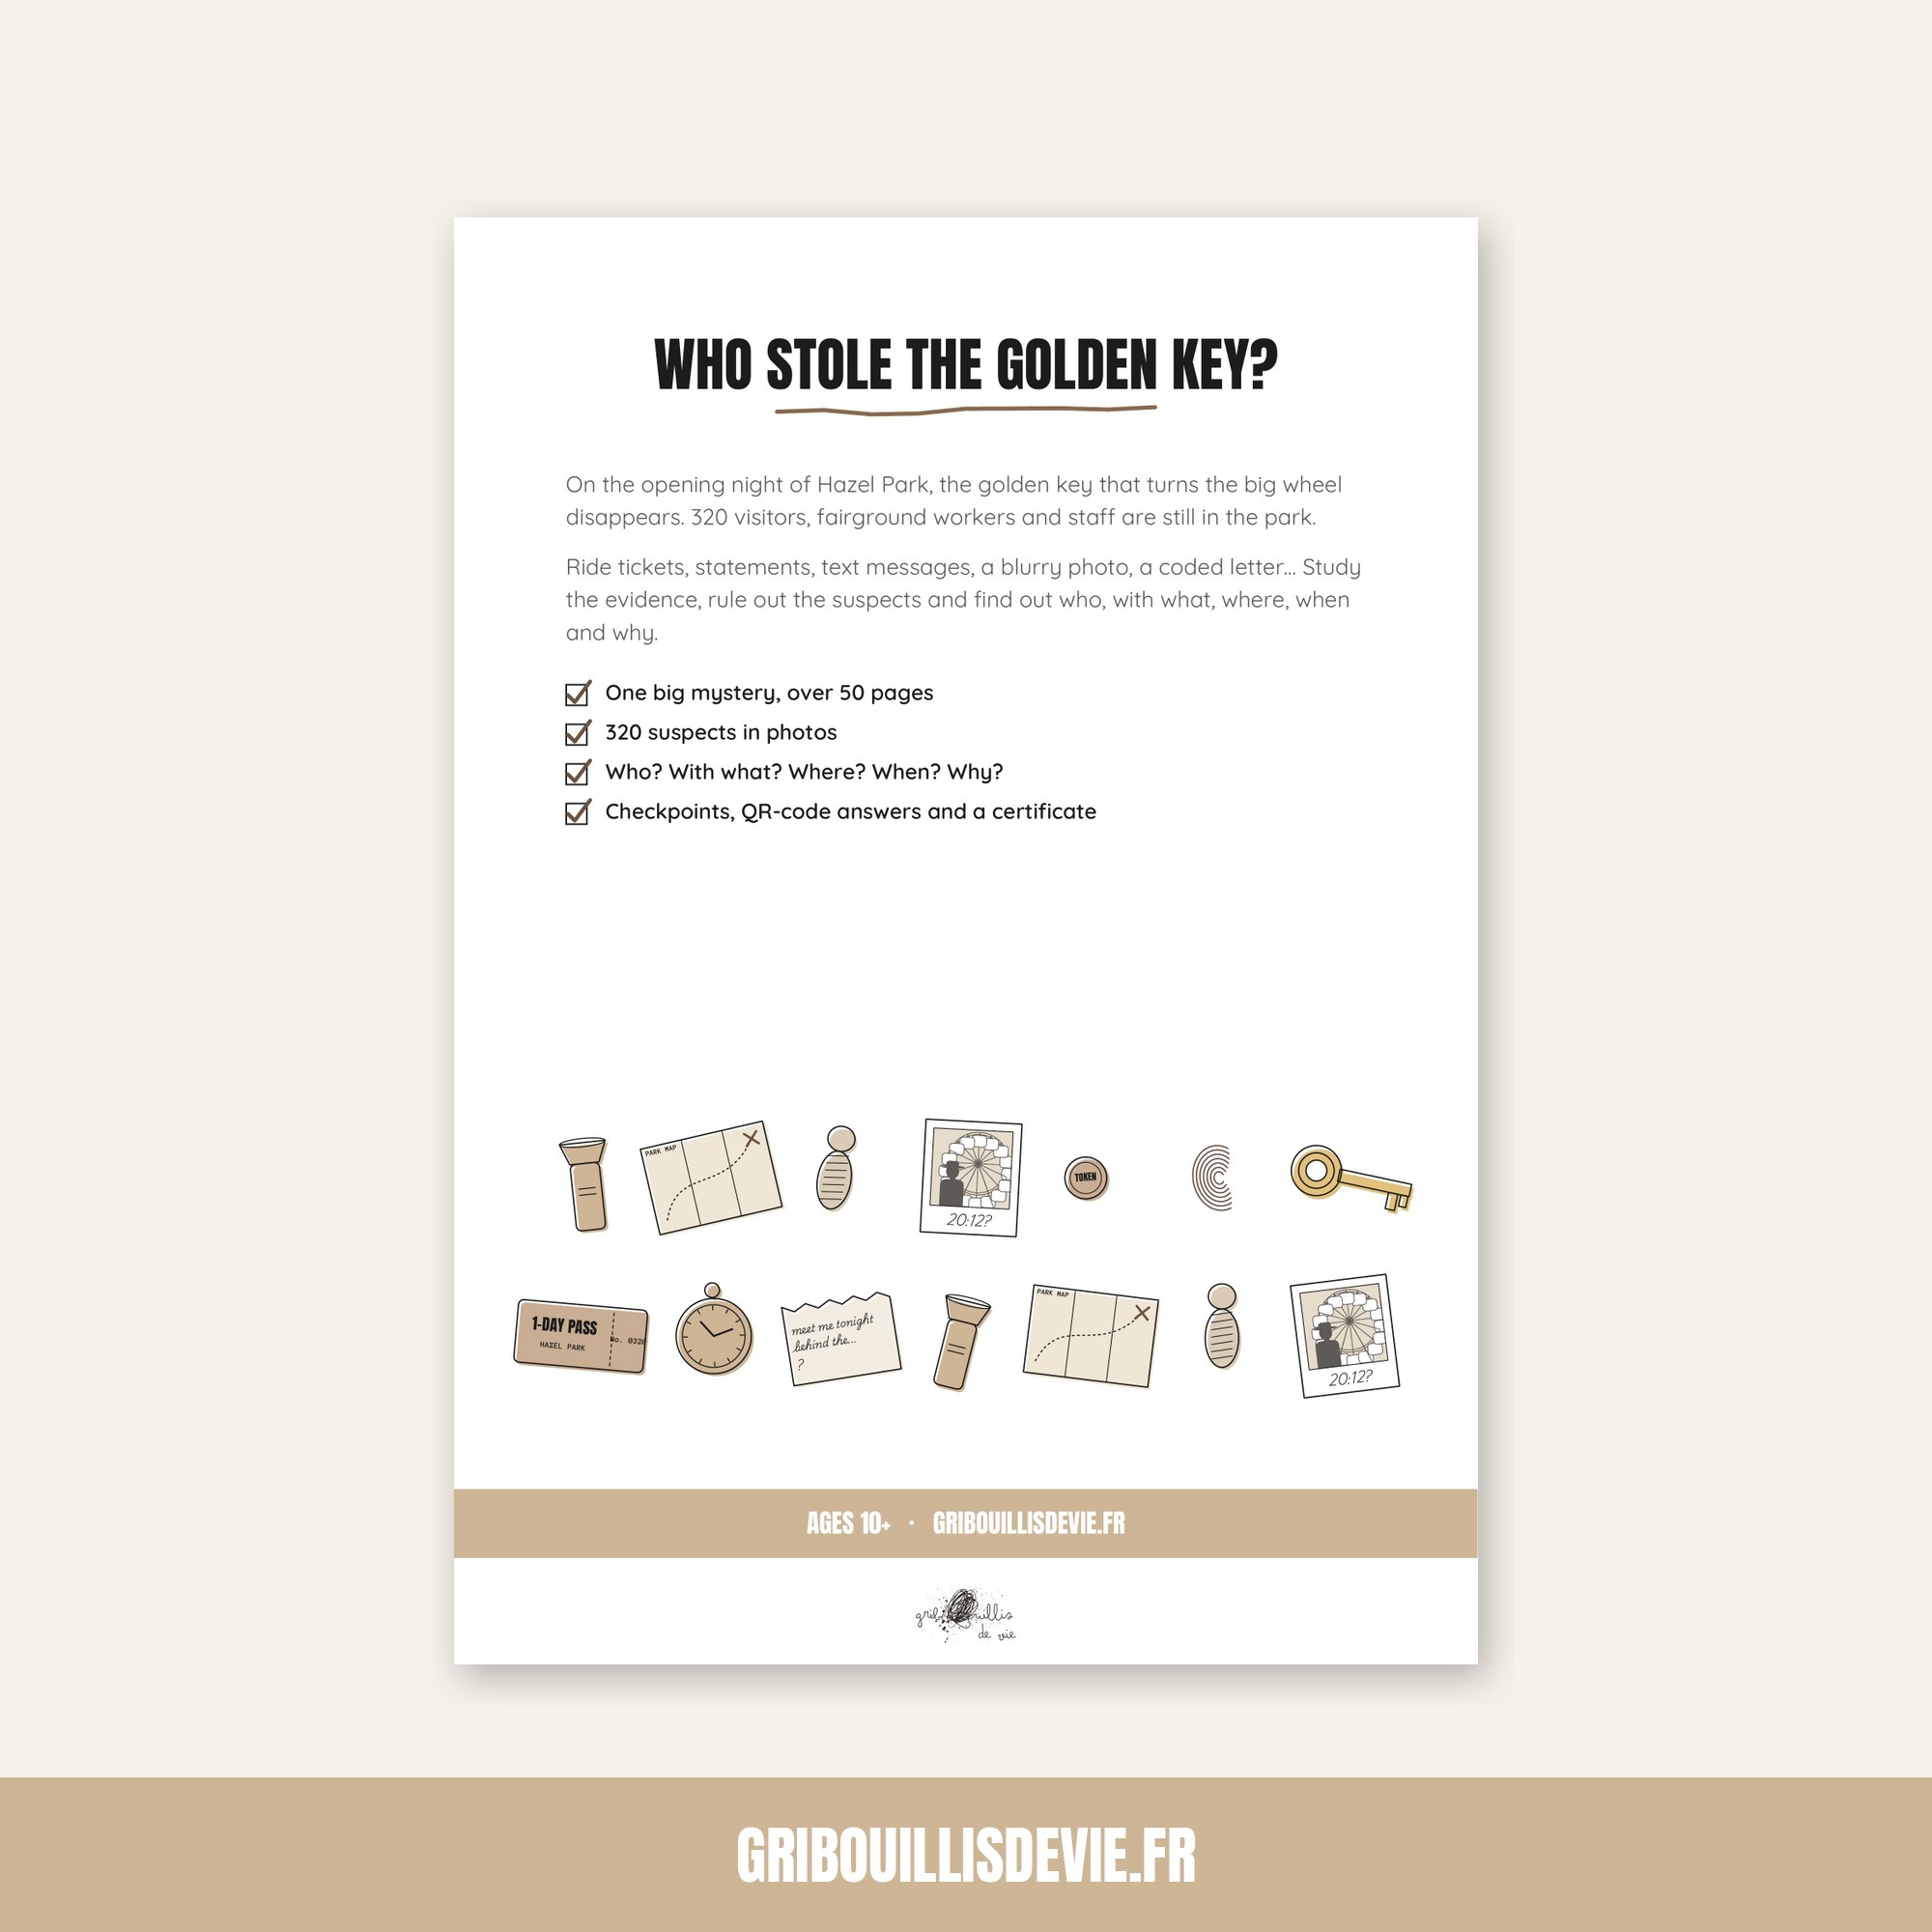 WHO STOLE THE GOLDEN KEY?
On the opening night of Hazel Park, the golden key that turns the big wheel
disappears. 320 visitors, fairground workers and staff are still in the park.
Ride tickets, statements, text messages, a blurry photo, a coded letter... Study
the evidence, rule out the suspects and find out who, with what, where, when
and why.
One big mystery, over 50 pages
320 suspects in photos
Who? With what? Where? When? Why?
Checkpoints, QR-code answers and a certificate
PARK MAP
20:12?
TOKEN
1-DAY PASS
HAZEL PARK
No. 0320
meet me tonight
behind the...
?
PARK MAP
20:12?
AGES 10+ · GRIBOUILLISDEVIE.FR
gribouillis
de vie
GRIBOUILLISDEVIE.FR